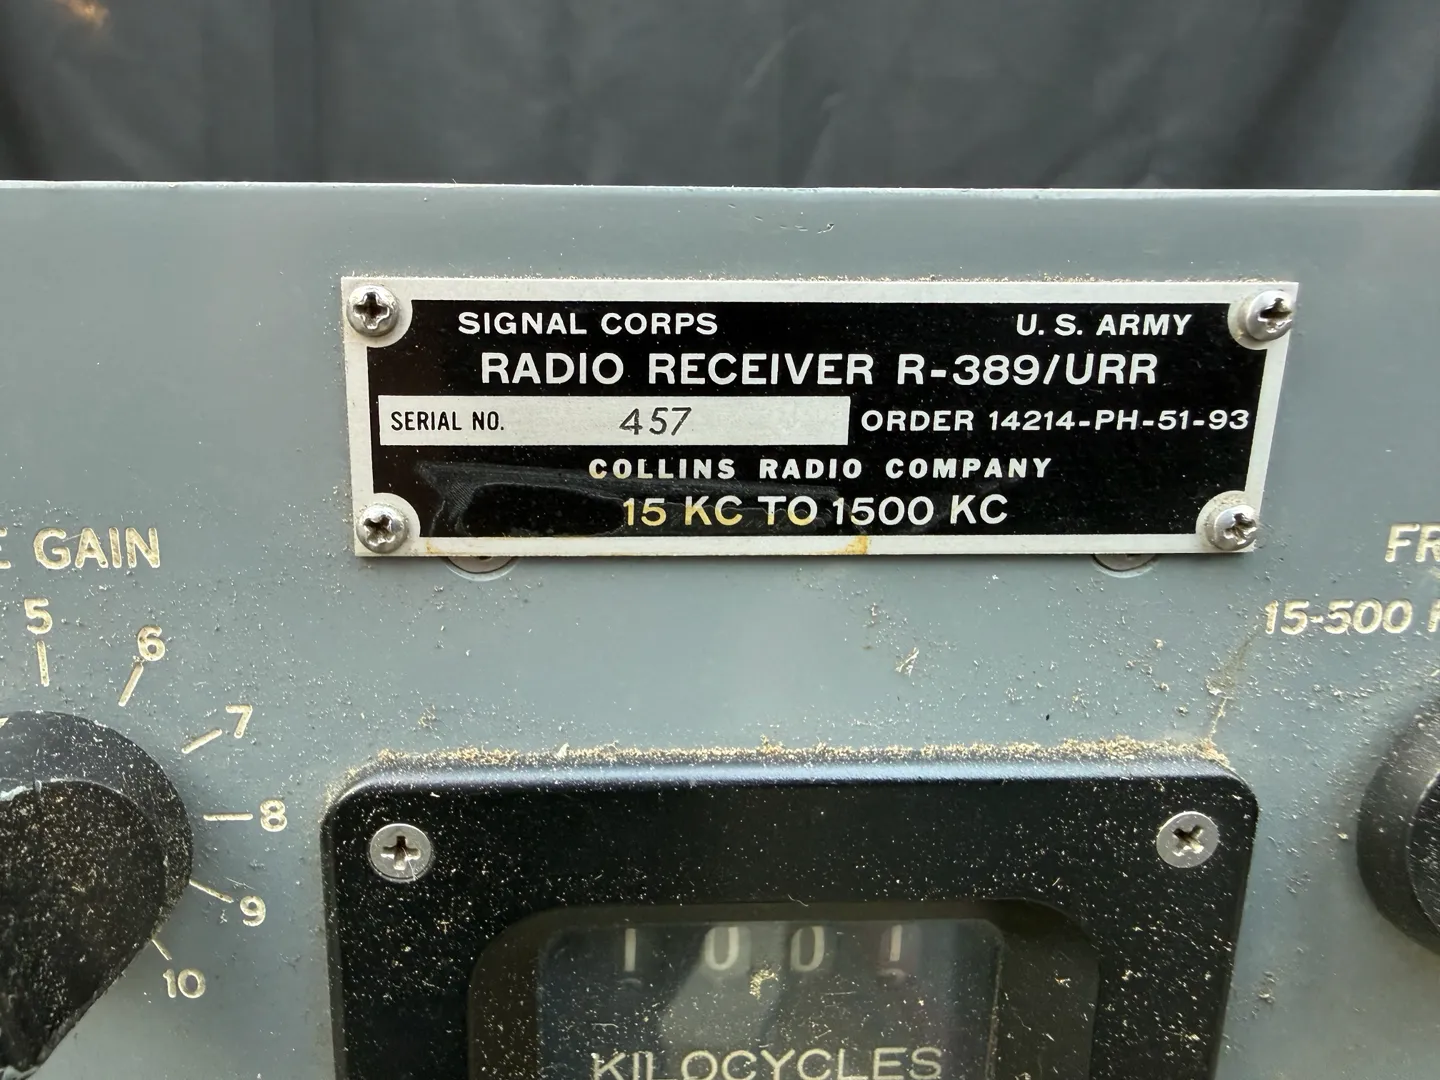 SIGNAL CORPS U. S. ARMY
RADIO RECEIVER R-389/URR
SERIAL NO. 457 ORDER 14214-PH-51-93
COLLINS RADIO COMPANY
15 KC TO 1500 KC
GAIN
5
6
7
8
9
10
15-500
1001
KILOCYCLES